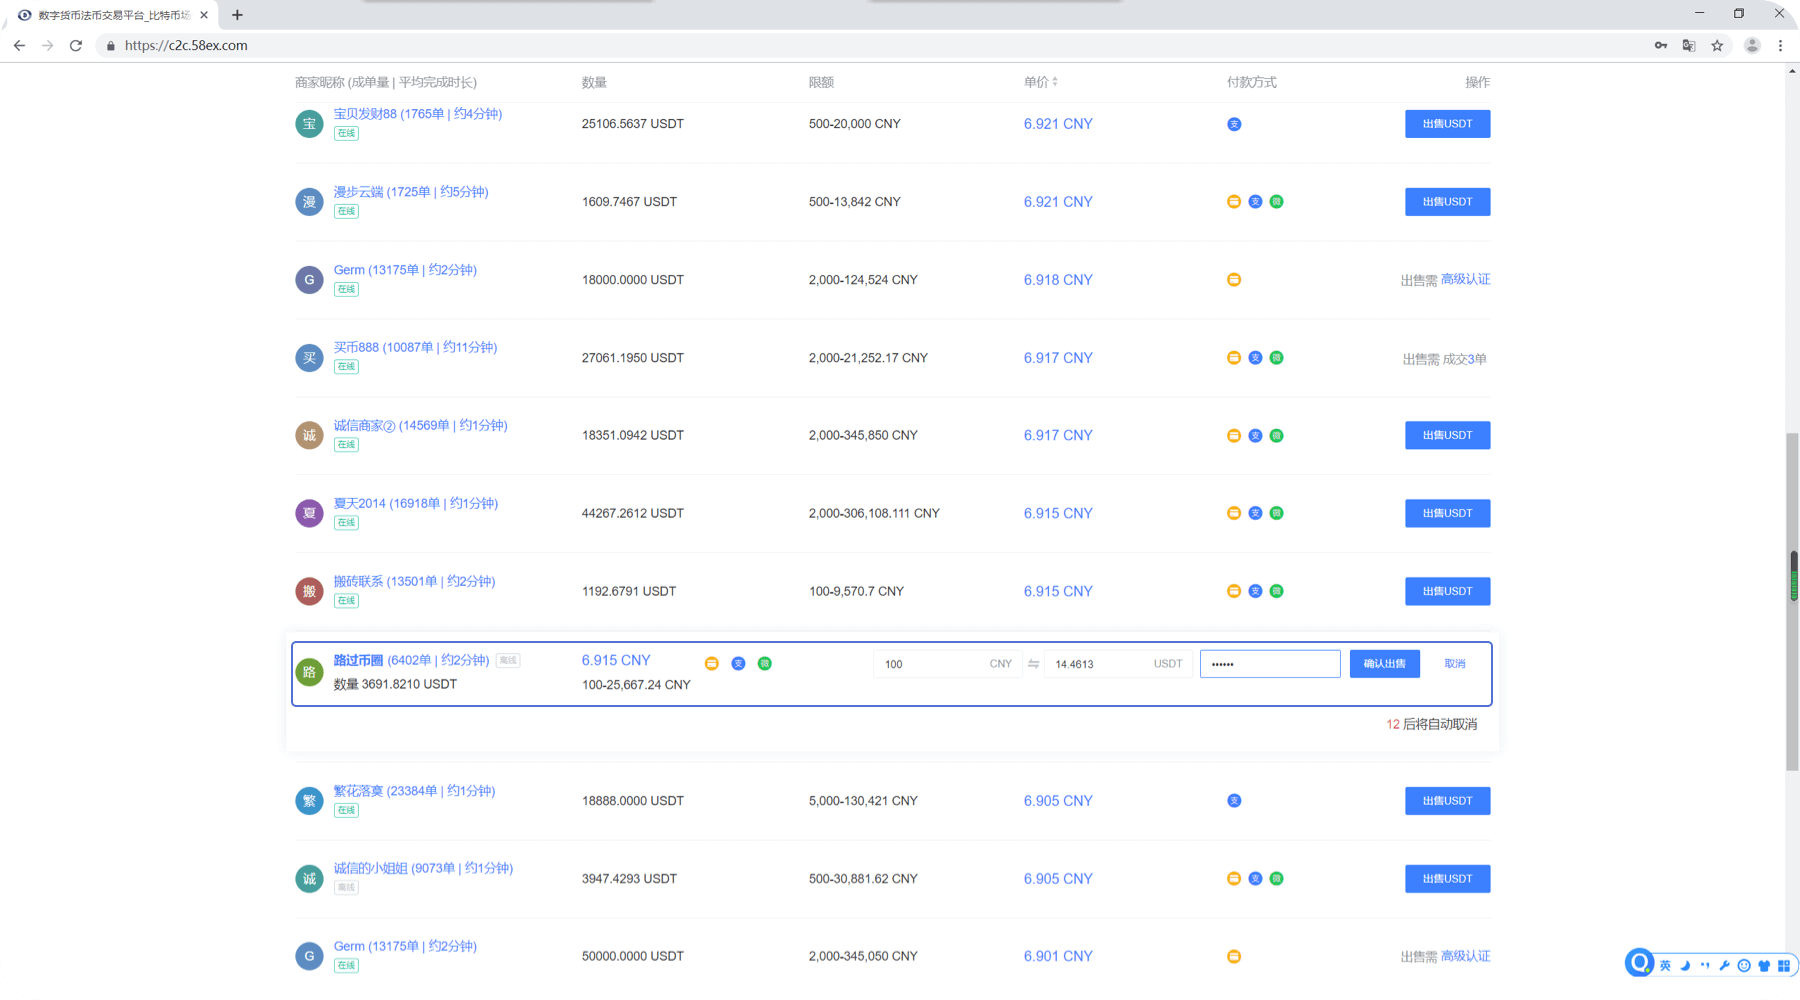 数字货币法币交易平台_比特币场
https://c2c.58ex.com
商家昵称 (成单量 | 平均完成时长) 数量 限额 单价 付款方式 操作
宝 宝贝发财88 (1765单 | 约4分钟) 25106.5637 USDT 500-20,000 CNY 6.921 CNY 支 出售USDT
在线
漫 漫步云端 (1725单 | 约5分钟) 1609.7467 USDT 500-13,842 CNY 6.921 CNY 支 微 出售USDT
在线
G Germ (13175单 | 约2分钟) 18000.0000 USDT 2,000-124,524 CNY 6.918 CNY 出售需 高级认证
在线
买 买币888 (10087单 | 约11分钟) 27061.1950 USDT 2,000-21,252.17 CNY 6.917 CNY 支 微 出售需 成交3单
在线
诚 诚信商家② (14569单 | 约1分钟) 18351.0942 USDT 2,000-345,850 CNY 6.917 CNY 支 微 出售USDT
在线
夏 夏天2014 (16918单 | 约1分钟) 44267.2612 USDT 2,000-306,108.111 CNY 6.915 CNY 支 微 出售USDT
在线
搬 搬砖联系 (13501单 | 约2分钟) 1192.6791 USDT 100-9,570.7 CNY 6.915 CNY 支 微 出售USDT
在线
路 路过币圈 (6402单 | 约2分钟) 离线 6.915 CNY 支 微 100 CNY 14.4613 USDT •••••• 确认出售 取消
数量 3691.8210 USDT 100-25,667.24 CNY
12 后将自动取消
繁 繁花落寞 (23384单 | 约1分钟) 18888.0000 USDT 5,000-130,421 CNY 6.905 CNY 支 出售USDT
在线
诚 诚信的小姐姐 (9073单 | 约1分钟) 3947.4293 USDT 500-30,881.62 CNY 6.905 CNY 支 微 出售USDT
离线
G Germ (13175单 | 约2分钟) 50000.0000 USDT 2,000-345,050 CNY 6.901 CNY 出售需 高级认证
在线
英